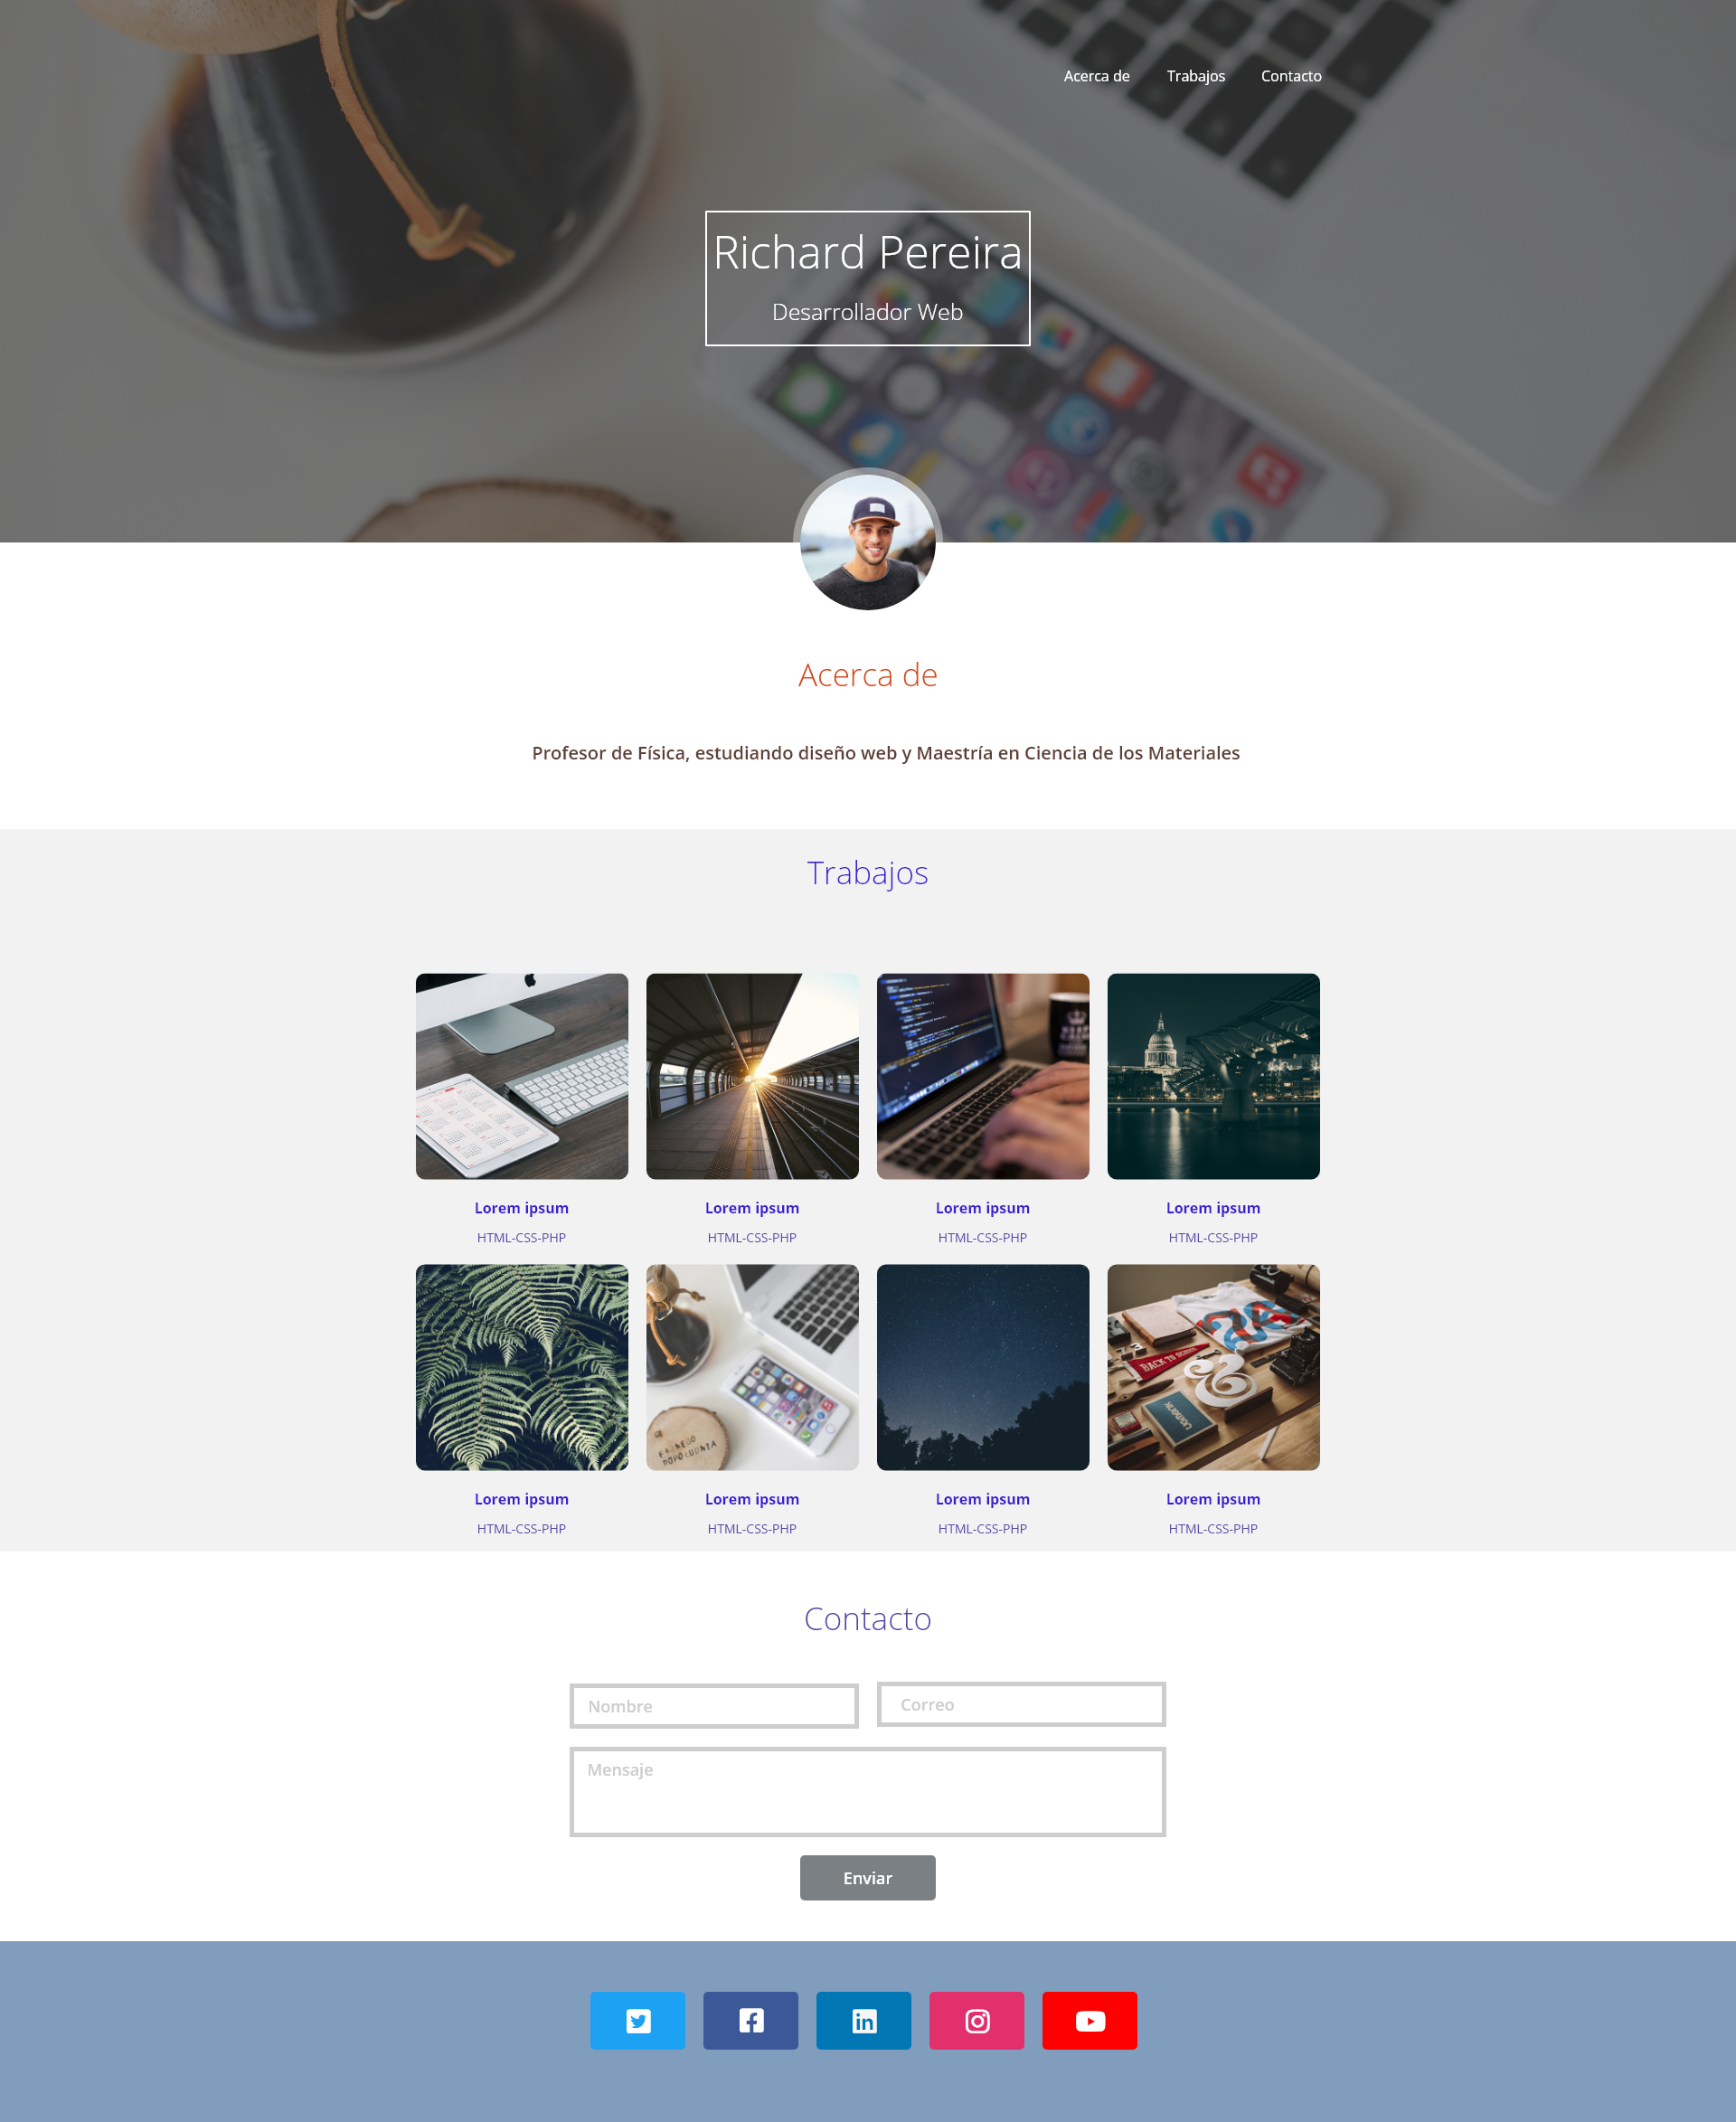 Acerca de Trabajos Contacto
Richard Pereira
Desarrollador Web
Acerca de
Profesor de Física, estudiando diseño web y Maestría en Ciencia de los Materiales
Trabajos
Lorem ipsum Lorem ipsum Lorem ipsum Lorem ipsum
HTML-CSS-PHP HTML-CSS-PHP HTML-CSS-PHP HTML-CSS-PHP
BACK TO SCHOOL
Lorem ipsum Lorem ipsum Lorem ipsum Lorem ipsum
HTML-CSS-PHP HTML-CSS-PHP HTML-CSS-PHP HTML-CSS-PHP
Contacto
Nombre Correo
Mensaje
Enviar